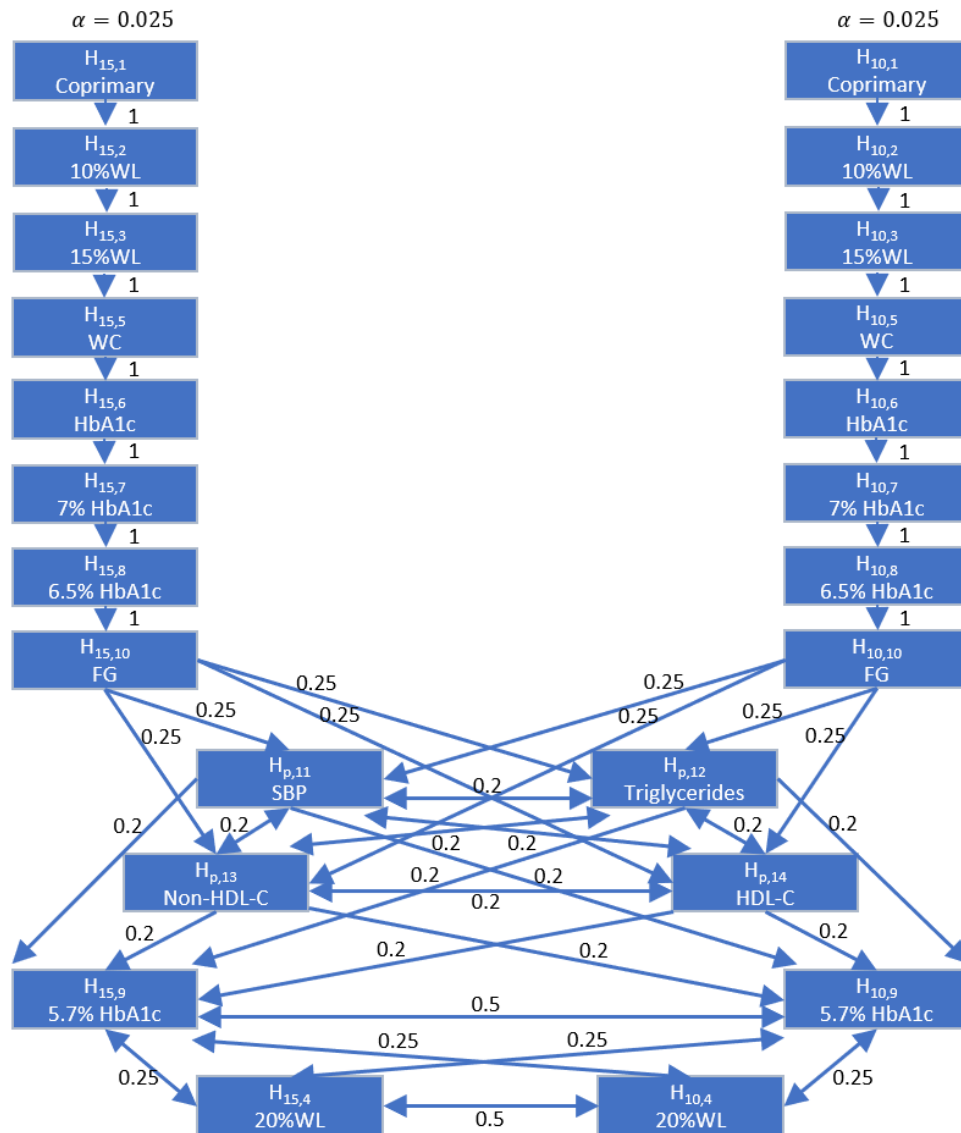 α = 0.025
α = 0.025
H15,1
Coprimary
H10,1
Coprimary
1
1
H15,2
10%WL
H10,2
10%WL
1
1
H15,3
15%WL
H10,3
15%WL
1
1
H15,5
WC
H10,5
WC
1
1
H15,6
HbA1c
H10,6
HbA1c
1
1
H15,7
7% HbA1c
H10,7
7% HbA1c
1
1
H15,8
6.5% HbA1c
H10,8
6.5% HbA1c
1
1
H15,10
FG
H10,10
FG
0.25
0.25
0.25
0.25
0.25
0.25
0.25
0.25
Hp,11
SBP
Hp,12
Triglycerides
0.2
0.2
0.2
0.2
0.2
0.2
0.2
0.2
Hp,13
Non-HDL-C
Hp,14
HDL-C
0.2
0.2
0.2
0.2
0.2
0.2
0.2
H15,9
5.7% HbA1c
H10,9
5.7% HbA1c
0.5
0.25
0.25
0.25
0.25
H15,4
20%WL
H10,4
20%WL
0.5